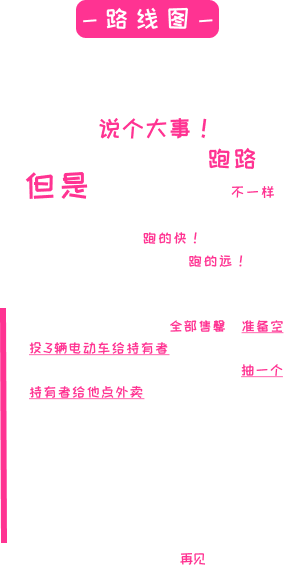 – 路线图 –
说个大事！
跑路
但是
不一样
跑的快！
跑的远！
全部售罄 准备空
投3辆电动车给持有者
抽一个
持有者给他点外卖
再见